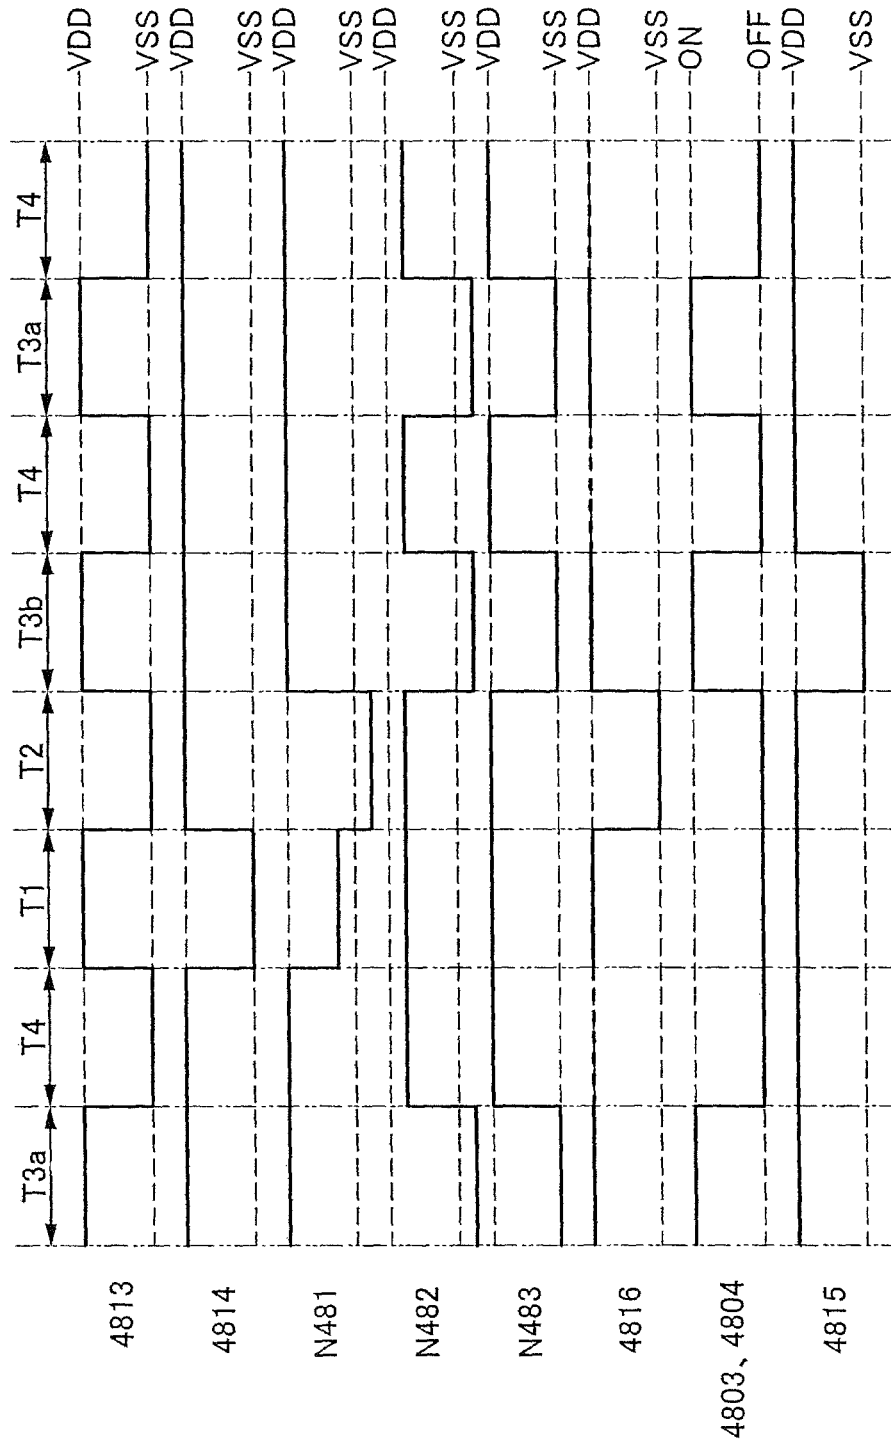 T3a T4 T1 T2 T3b T4 T3a T4
4813
VDD
VSS
4814
VDD
VSS
N481
VDD
VSS
N482
VDD
VSS
N483
VDD
VSS
4816
VDD
VSS
4803、4804
ON
OFF
4815
VDD
VSS